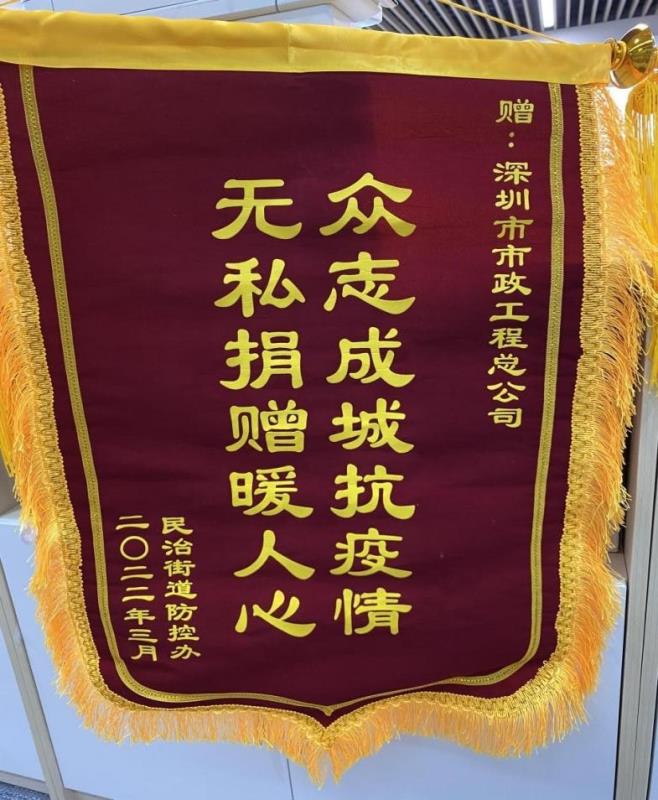 赠：深圳市市政工程总公司
众志成城抗疫情
无私捐赠暖人心
民治街道防控办
二〇二二年三月